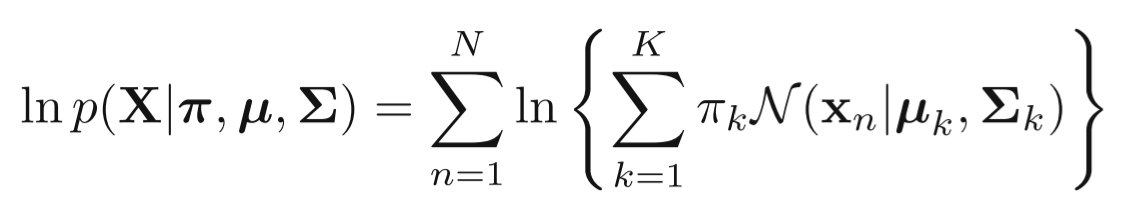 ln p(𝐗|𝛑, 𝛍, 𝚺) = ∑_{n=1}^{N} ln { ∑_{k=1}^{K} π_k 𝒩(𝐱_n|𝛍_k, 𝚺_k) }